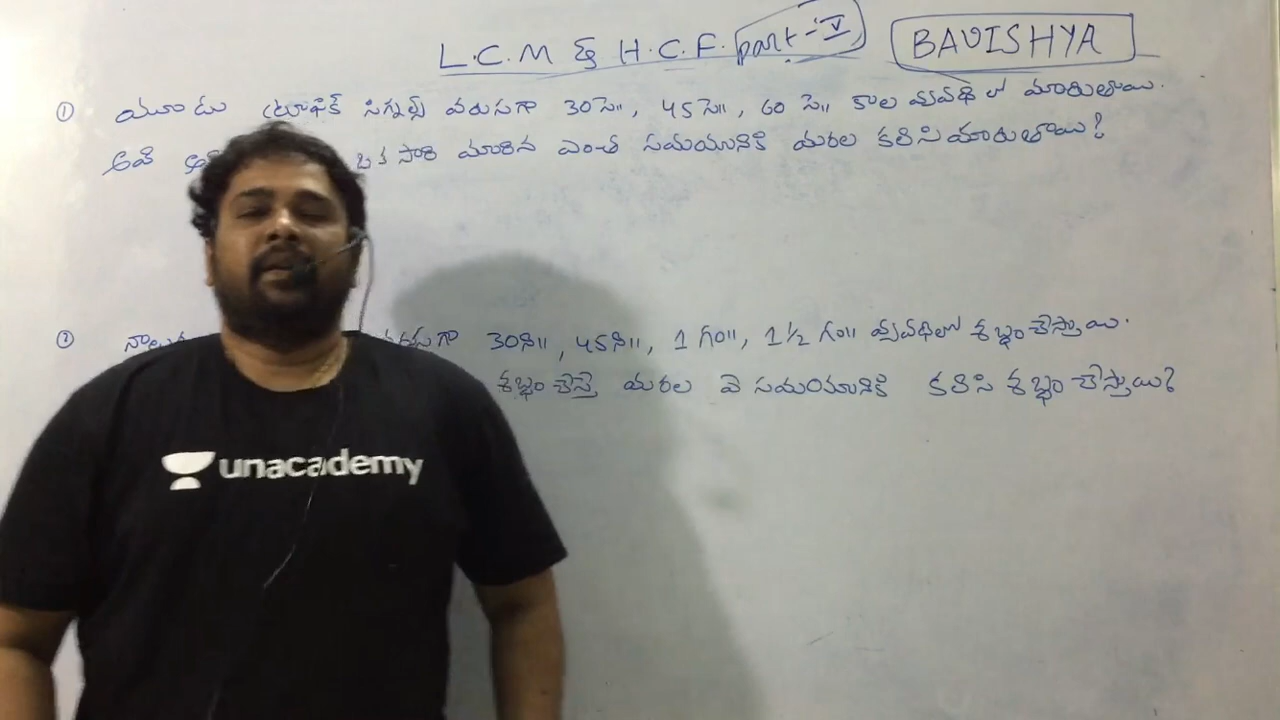 L.C.M & H.C.F. part-V BAVISHYA
① మూడు ట్రాఫిక్ సిగ్నల్స్ వరుసగా 30సె॥, 45సె॥, 60 సె॥ కాల వ్యవధి లో మారుతాయి.
అవి ఒకసారి మారిన ఎంత సమయానికి మరల కలిసి మారుతాయి?
② వరుసగా 30ని॥, 45ని॥, 1 గం॥, 1½ గం॥ వ్యవధిలో శబ్దం చేస్తాయి.
శబ్దం చేస్తే మరల ఏ సమయానికి కలిసి శబ్దం చేస్తాయి?
unacademy